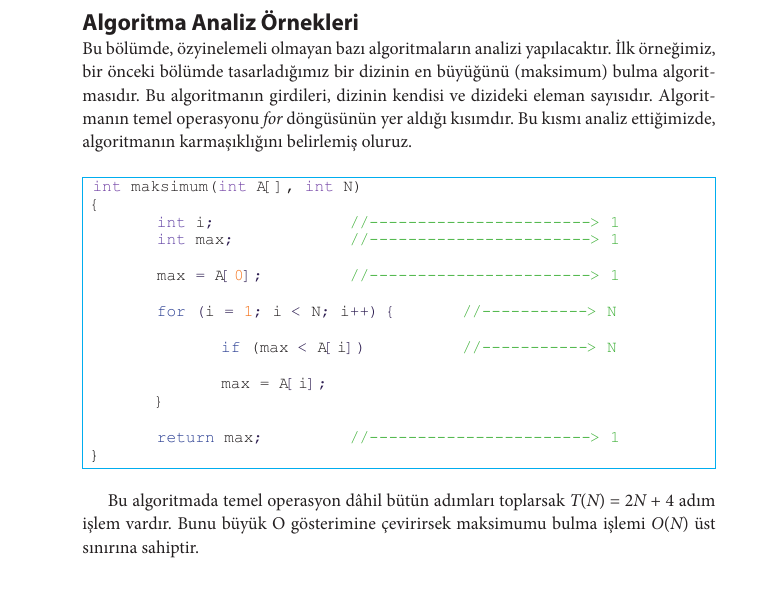 Algoritma Analiz Örnekleri
Bu bölümde, özyinelemeli olmayan bazı algoritmaların analizi yapılacaktır. İlk örneğimiz,
bir önceki bölümde tasarladığımız bir dizinin en büyüğünü (maksimum) bulma algorit-
masıdır. Bu algoritmanın girdileri, dizinin kendisi ve dizideki eleman sayısıdır. Algorit-
manın temel operasyonu for döngüsünün yer aldığı kısımdır. Bu kısmı analiz ettiğimizde,
algoritmanın karmaşıklığını belirlemiş oluruz.
int maksimum(int A[], int N)
{
int i; //-----------------------> 1
int max; //-----------------------> 1
max = A[0]; //-----------------------> 1
for (i = 1; i < N; i++) { //-----------> N
if (max < A[i]) //-----------> N
max = A[i];
}
return max; //-----------------------> 1
}
Bu algoritmada temel operasyon dâhil bütün adımları toplarsak T(N) = 2N + 4 adım
işlem vardır. Bunu büyük O gösterimine çevirirsek maksimumu bulma işlemi O(N) üst
sınırına sahiptir.